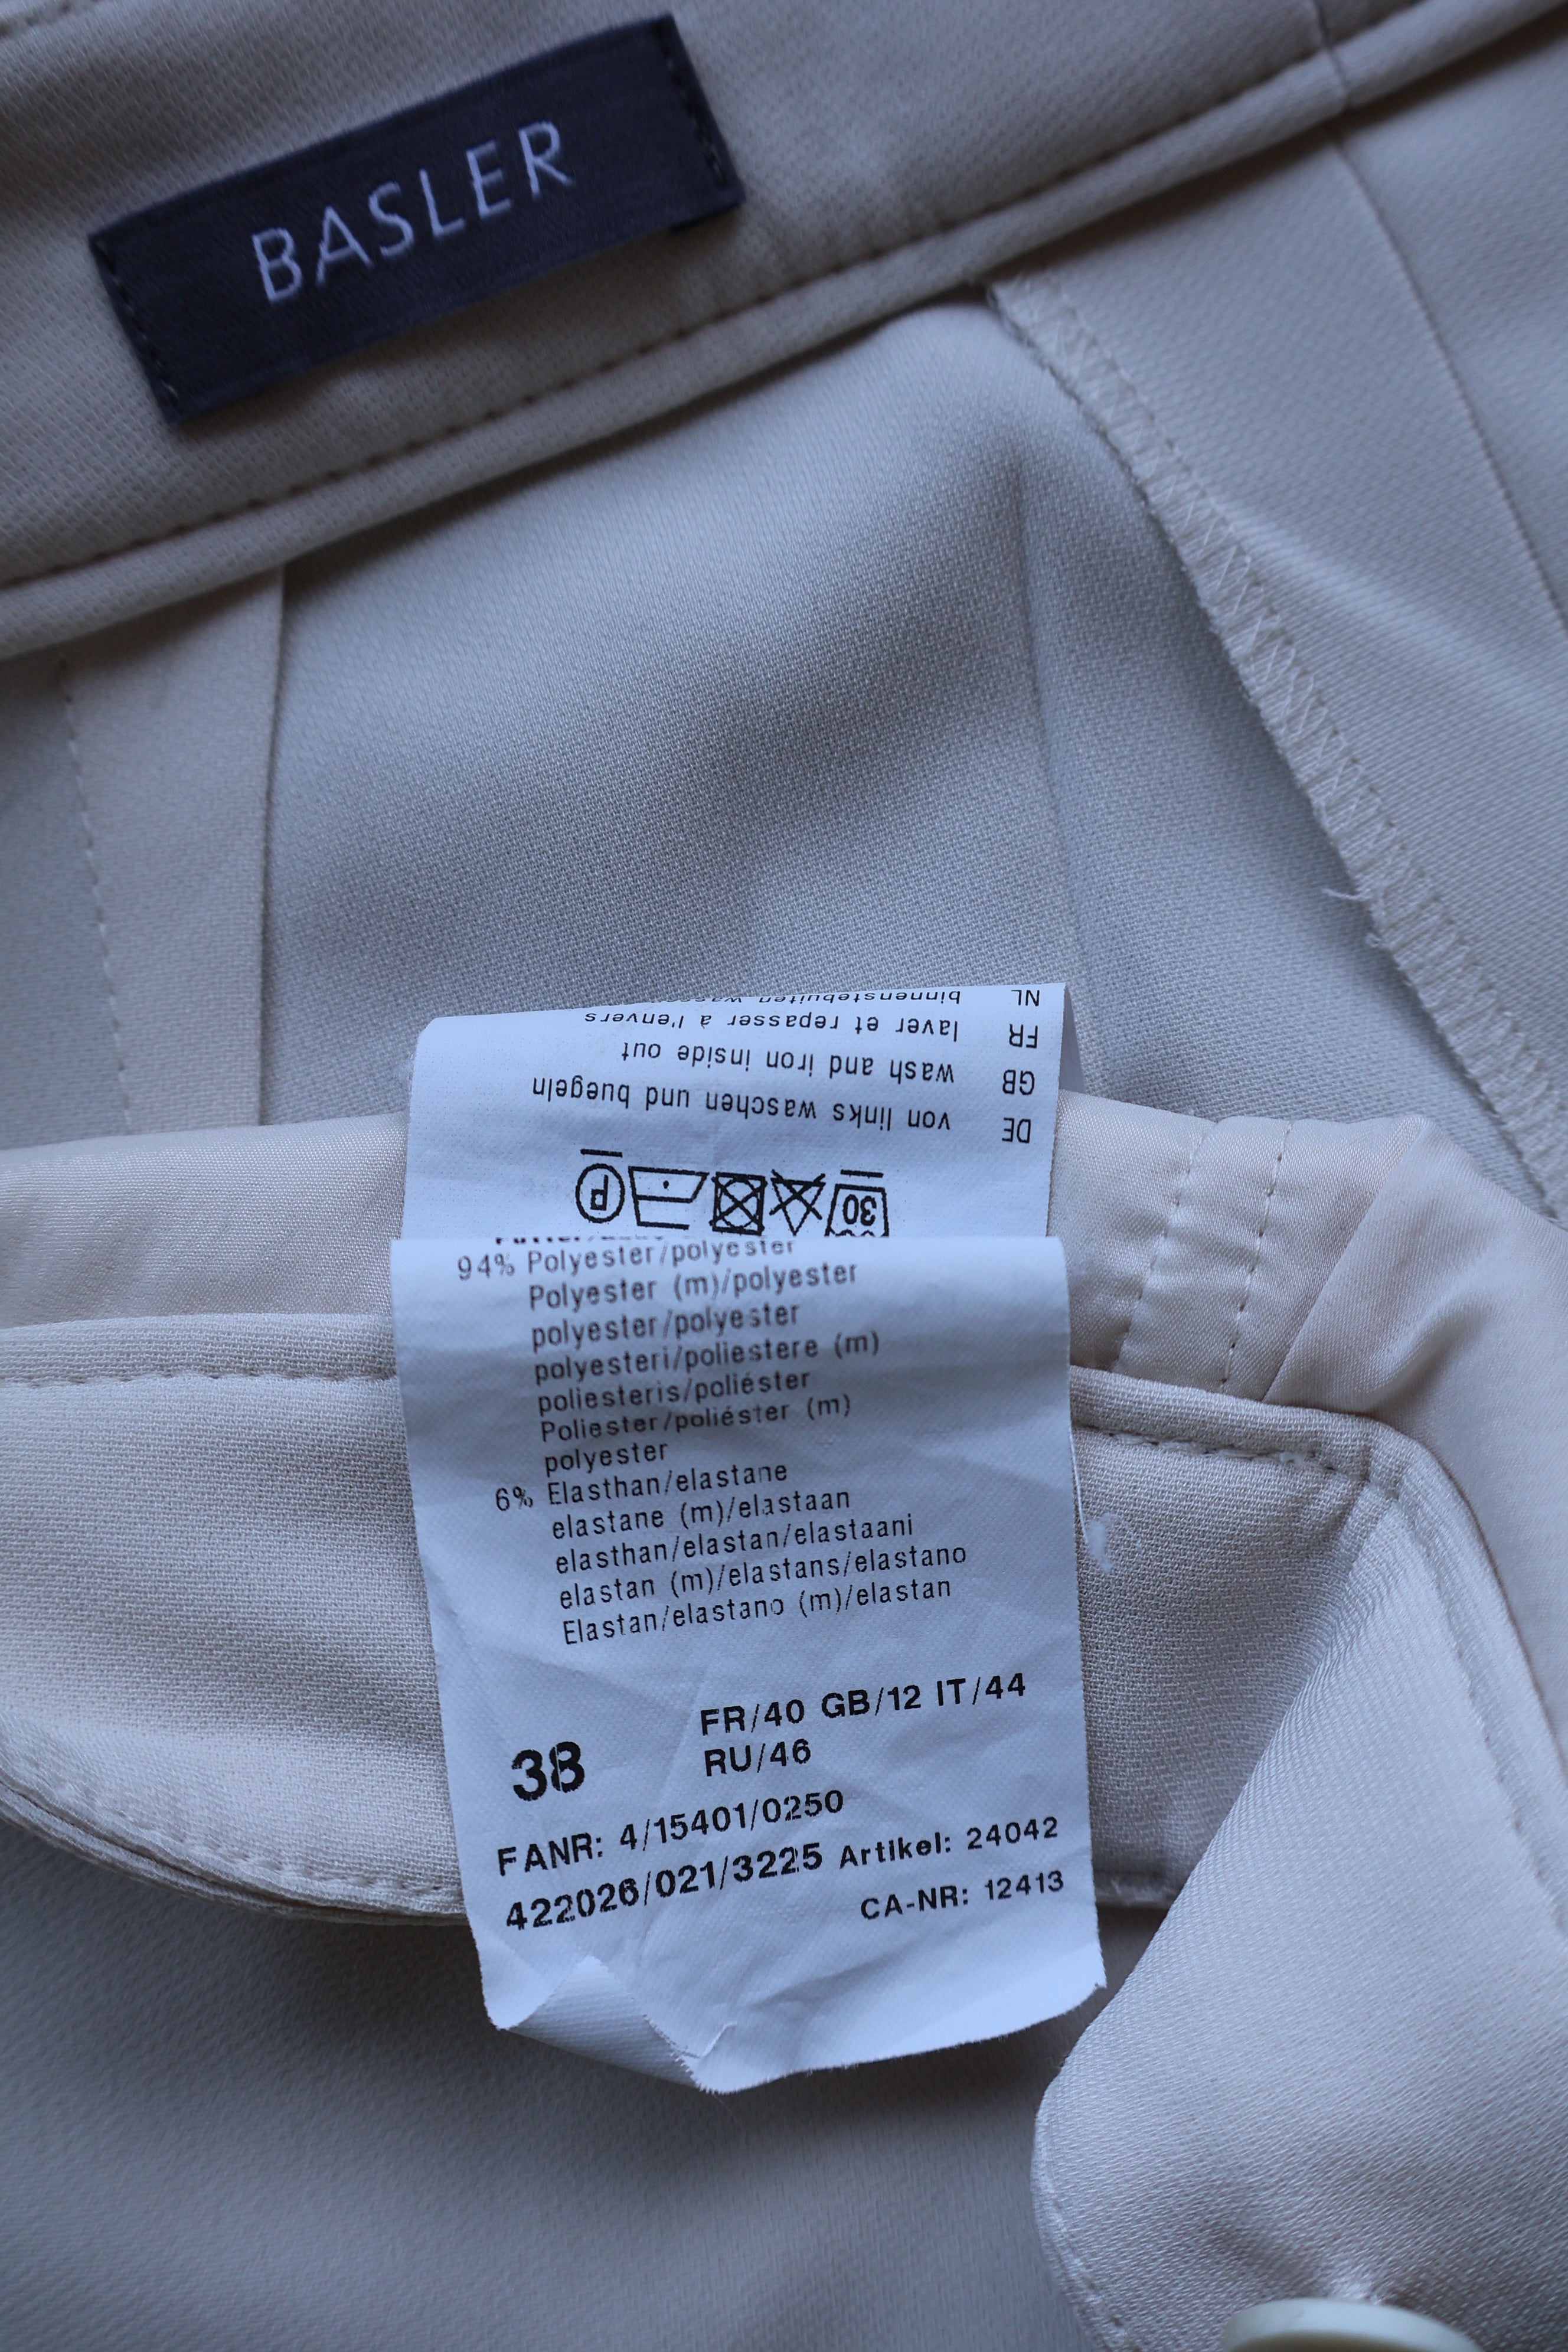 BASLER
NL binnenstebuiten
FR laver et repasser à l'envers
GB wash and iron inside out
DE von links waschen und buegeln
P
30
94% Polyester/polyester
Polyester (m)/polyester
polyester/polyester
polyesteri/poliestere (m)
poliesteris/poliéster
Poliester/poliéster (m)
polyester
6% Elasthan/elastane
elastane (m)/elastaan
elasthan/elastan/elastaani
elastan (m)/elastans/elastano
Elastan/elastano (m)/elastan
38 FR/40 GB/12 IT/44
RU/46
FANR: 4/15401/0250
422026/021/3225 Artikel: 24042
CA-NR: 12413